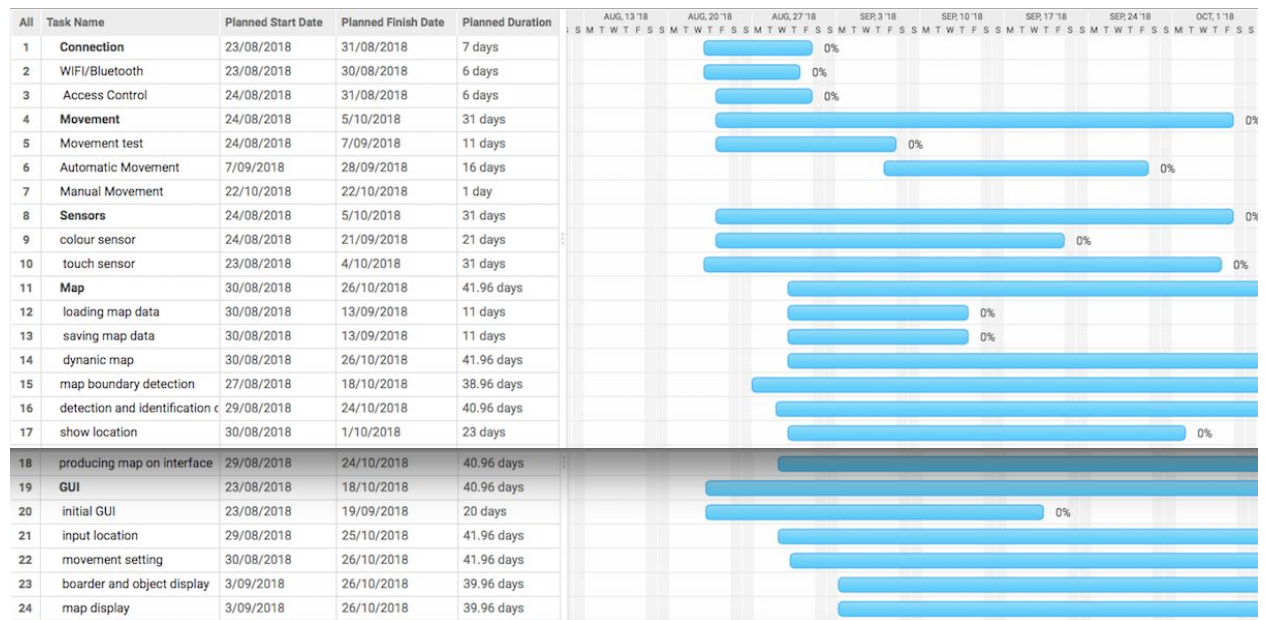 All Task Name Planned Start Date Planned Finish Date Planned Duration AUG, 13 '18 AUG, 20 '18 AUG, 27 '18 SEP, 3 '18 SEP, 10 '18 SEP, 17 '18 SEP, 24 '18 OCT, 1 '18
S S M T W T F S S M T W T F S S M T W T F S S M T W T F S S M T W T F S S M T W T F S S M T W T F S S M T W T F S S
1 Connection 23/08/2018 31/08/2018 7 days 0%
2 WIFI/Bluetooth 23/08/2018 30/08/2018 6 days 0%
3 Access Control 24/08/2018 31/08/2018 6 days 0%
4 Movement 24/08/2018 5/10/2018 31 days 0%
5 Movement test 24/08/2018 7/09/2018 11 days 0%
6 Automatic Movement 7/09/2018 28/09/2018 16 days 0%
7 Manual Movement 22/10/2018 22/10/2018 1 day
8 Sensors 24/08/2018 5/10/2018 31 days 0%
9 colour sensor 24/08/2018 21/09/2018 21 days 0%
10 touch sensor 23/08/2018 4/10/2018 31 days 0%
11 Map 30/08/2018 26/10/2018 41.96 days
12 loading map data 30/08/2018 13/09/2018 11 days 0%
13 saving map data 30/08/2018 13/09/2018 11 days 0%
14 dynanic map 30/08/2018 26/10/2018 41.96 days
15 map boundary detection 27/08/2018 18/10/2018 38.96 days
16 detection and identification 29/08/2018 24/10/2018 40.96 days
17 show location 30/08/2018 1/10/2018 23 days 0%
18 producing map on interface 29/08/2018 24/10/2018 40.96 days
19 GUI 23/08/2018 18/10/2018 40.96 days
20 initial GUI 23/08/2018 19/09/2018 20 days 0%
21 input location 29/08/2018 25/10/2018 41.96 days
22 movement setting 30/08/2018 26/10/2018 41.96 days
23 boarder and object display 3/09/2018 26/10/2018 39.96 days
24 map display 3/09/2018 26/10/2018 39.96 days